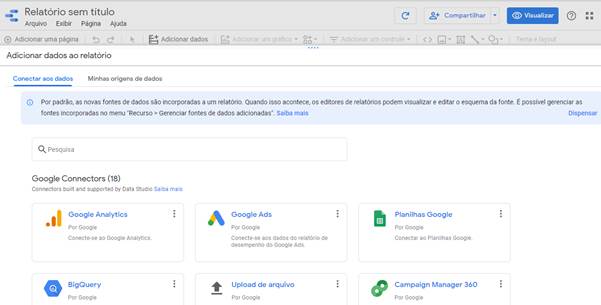 Relatório sem título
Arquivo Exibir Página Ajuda
Compartilhar
Visualizar
Adicionar uma página
Adicionar dados
Adicionar um gráfico
Adicionar um controle
Tema e layout
Adicionar dados ao relatório
Conectar aos dados Minhas origens de dados
Por padrão, as novas fontes de dados são incorporadas a um relatório. Quando isso acontece, os editores de relatórios podem visualizar e editar o esquema da fonte. É possível gerenciar as
fontes incorporadas no menu "Recurso > Gerenciar fontes de dados adicionadas". Saiba mais
Dispensar
Pesquisa
Google Connectors (18)
Connectors built and supported by Data Studio Saiba mais
Google Analytics
Por Google
Conecte-se ao Google Analytics.
Google Ads
Por Google
Conecte-se aos dados do relatório de
desempenho do Google Ads.
Planilhas Google
Por Google
Conectar ao Planilhas Google.
BigQuery
Por Google
Upload de arquivo
Por Google
Campaign Manager 360
Por Google